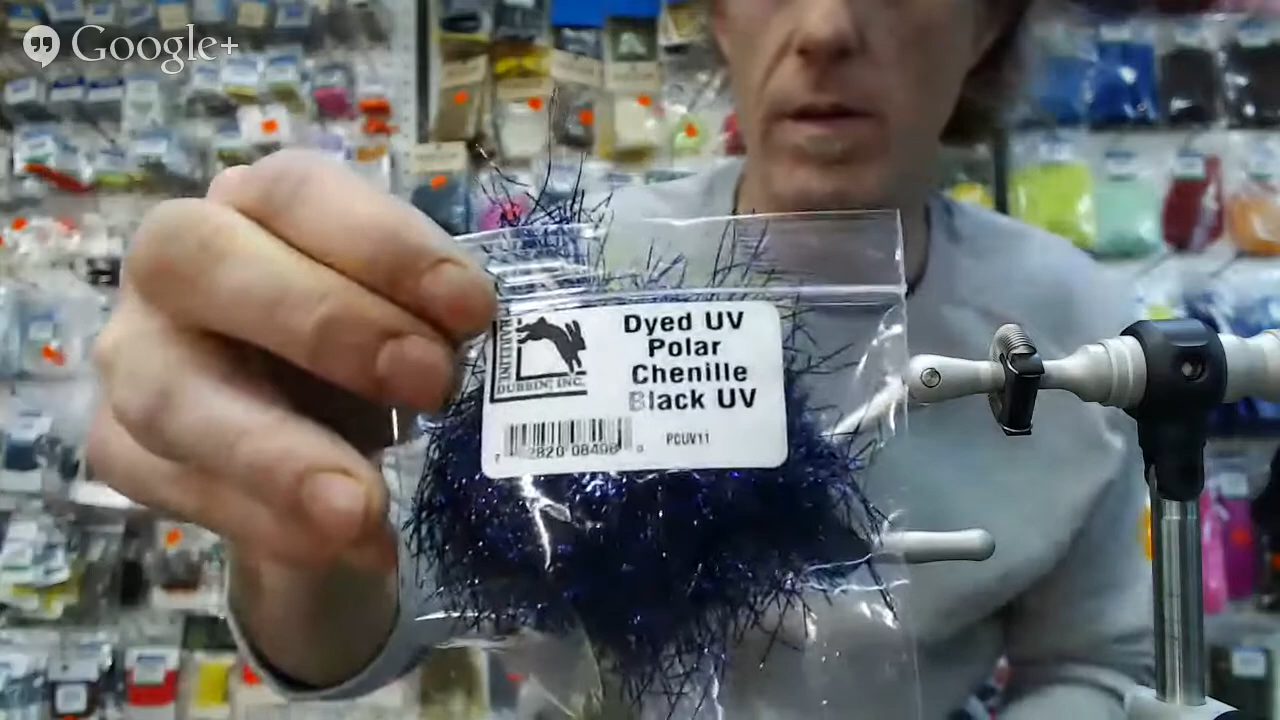 Google+
HARELINE
DUBBIN, INC.
Dyed UV
Polar
Chenille
Black UV
PCUV11